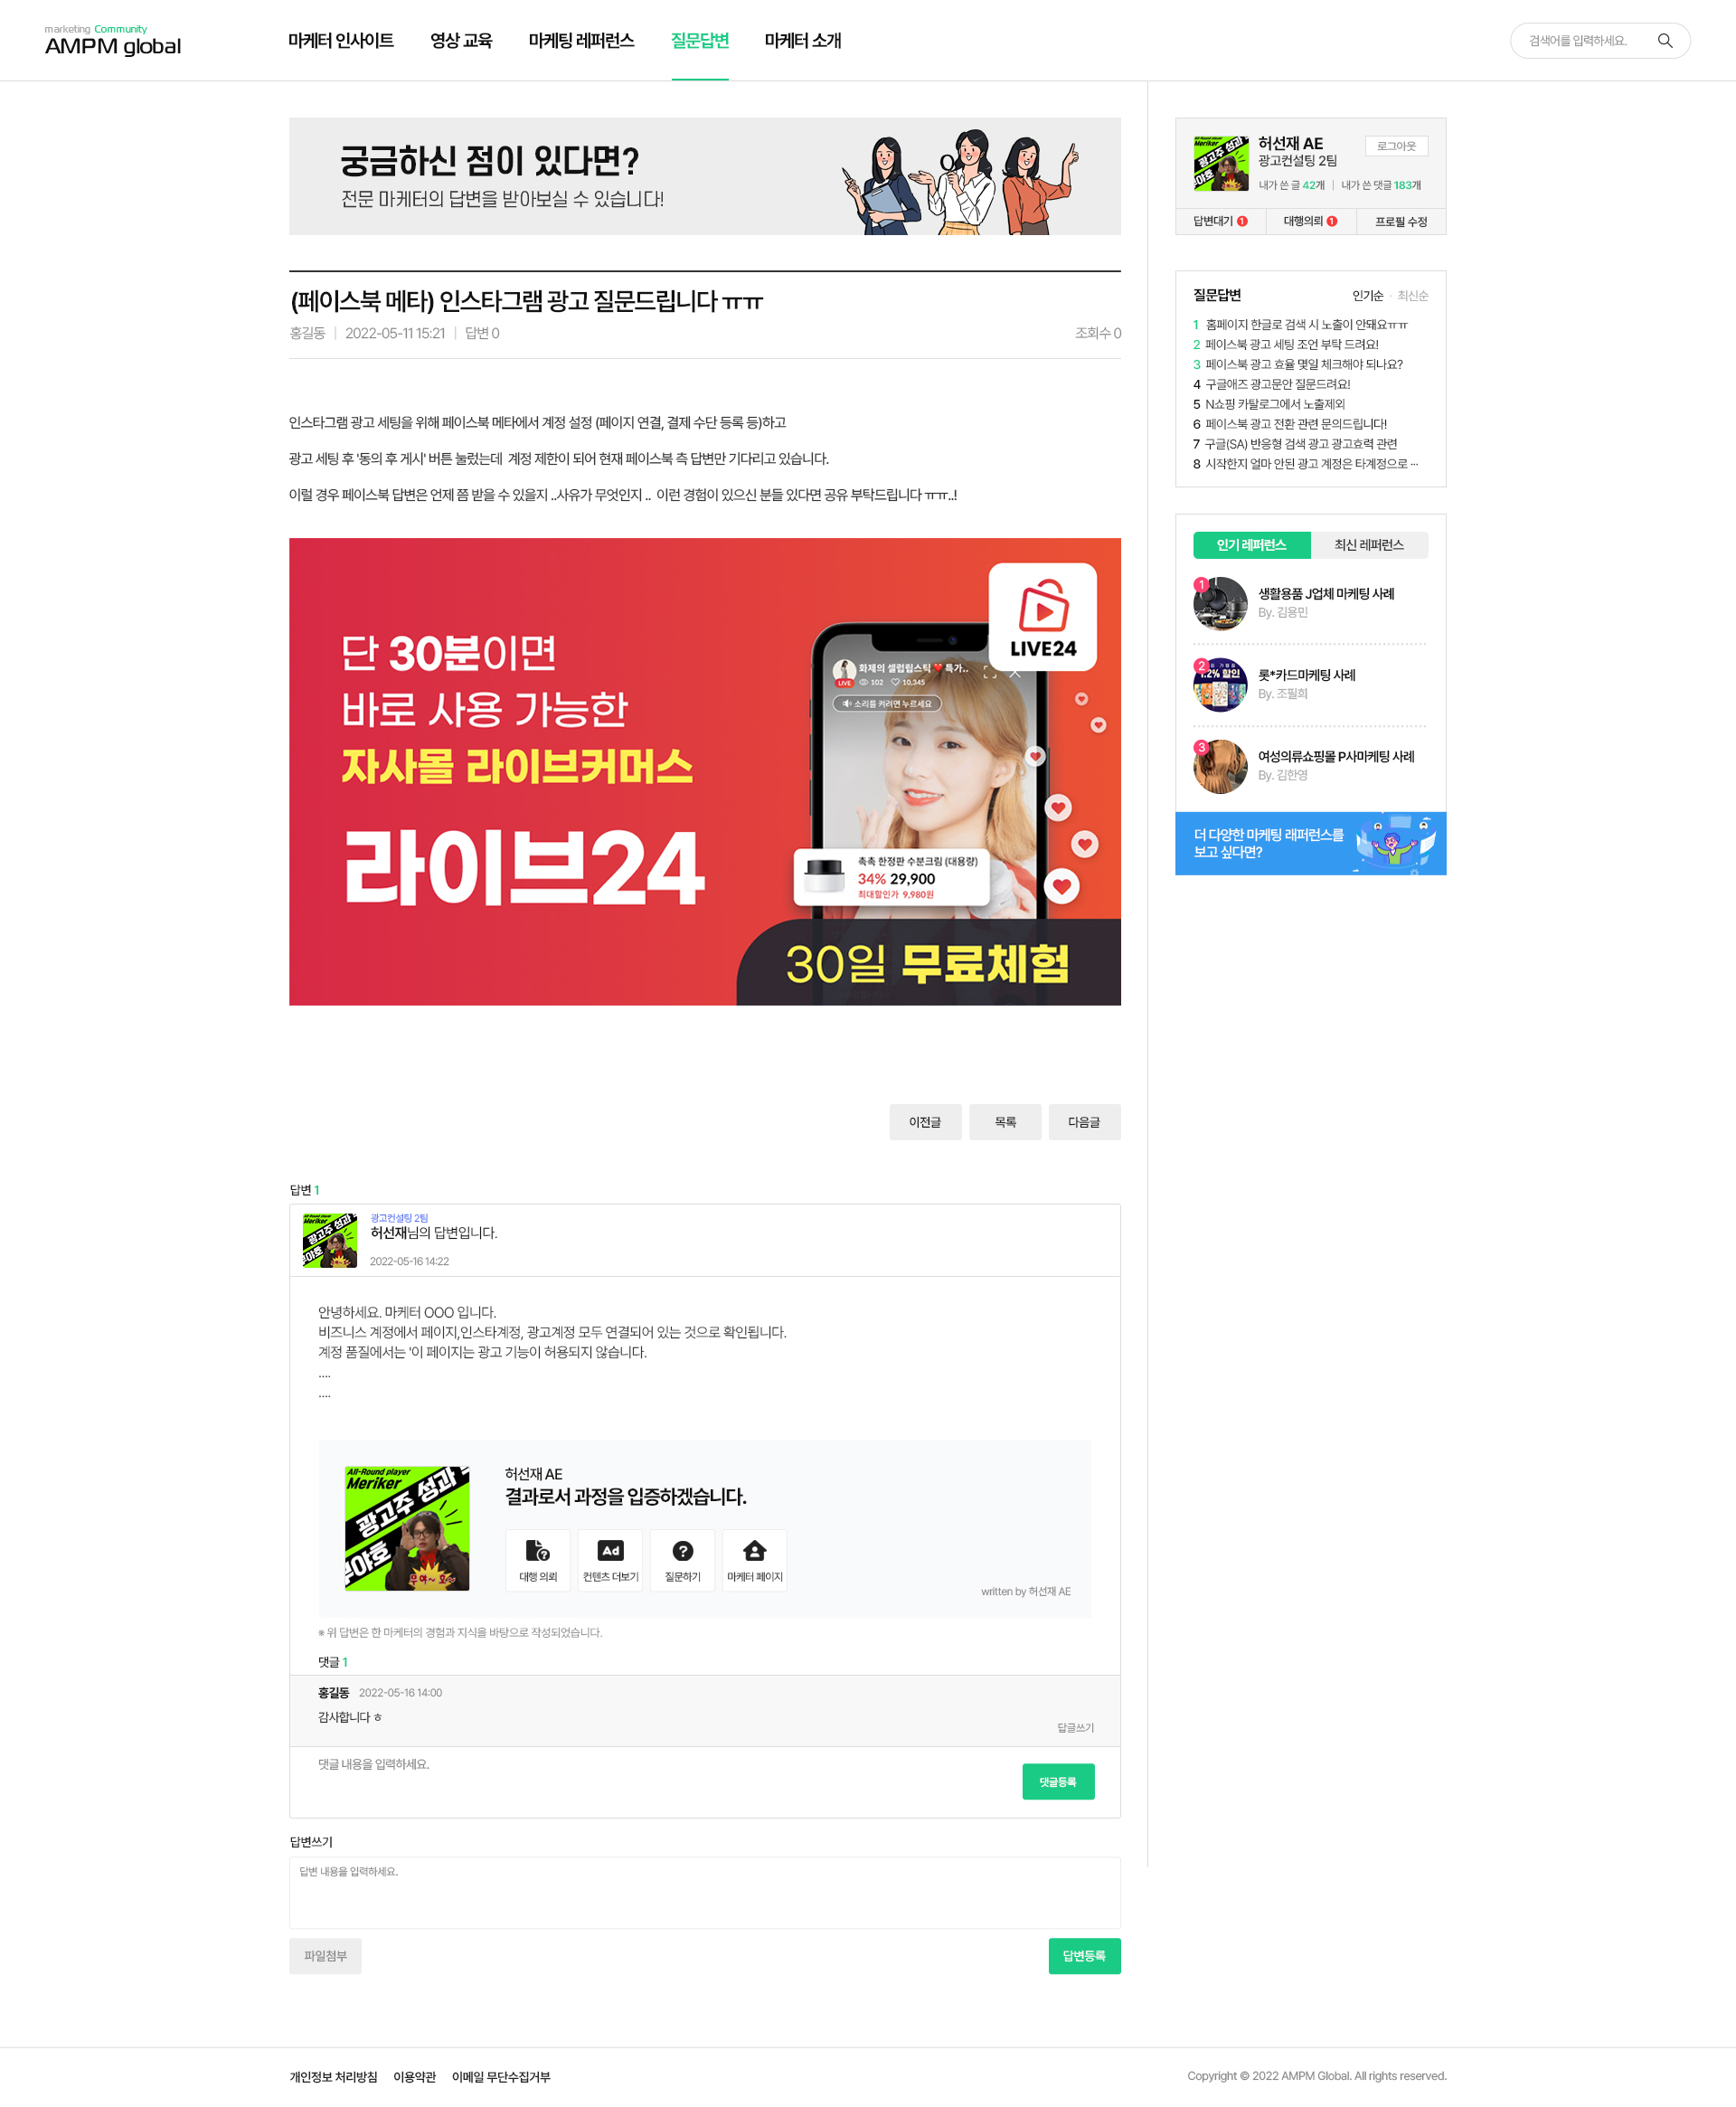 marketing Community
AMPM global
마케터 인사이트
영상 교육
마케팅 레퍼런스
질문답변
마케터 소개
검색어를 입력하세요.
궁금하신 점이 있다면?
전문 마케터의 답변을 받아보실 수 있습니다!
(페이스북 메타) 인스타그램 광고 질문드립니다 ㅠㅠ
홍길동 | 2022-05-11 15:21 | 답변 0
조회수 0
인스타그램 광고 세팅을 위해 페이스북 메타에서 계정 설정 (페이지 연결, 결제 수단 등록 등)하고
광고 세팅 후 '동의 후 게시' 버튼 눌렀는데 계정 제한이 되어 현재 페이스북 측 답변만 기다리고 있습니다.
이럴 경우 페이스북 답변은 언제 쯤 받을 수 있을지 ..사유가 무엇인지 .. 이런 경험이 있으신 분들 있다면 공유 부탁드립니다 ㅠㅠ..!
단 30분이면
바로 사용 가능한
자사몰 라이브커머스
라이브24
LIVE24
화제의 셀럽립스틱 ❤️ 특가..
LIVE
102
10,345
소리를 켜려면 누르세요
촉촉 한정판 수분크림 (대용량)
34% 29,900
최대할인가 9,980원
30일 무료체험
이전글
목록
다음글
답변 1
All-Round player
Meriker
광고주 성과
광고컨설팅 2팀
허선재님의 답변입니다.
2022-05-16 14:22
안녕하세요. 마케터 OOO 입니다.
비즈니스 계정에서 페이지,인스타계정, 광고계정 모두 연결되어 있는 것으로 확인됩니다.
계정 품질에서는 '이 페이지는 광고 기능이 허용되지 않습니다.
....
....
All-Round player
Meriker
광고주 성과
무야호
무여~ 호~
허선재 AE
결과로서 과정을 입증하겠습니다.
대행 의뢰
Ad
컨텐츠 더보기
질문하기
마케터 페이지
written by 허선재 AE
※ 위 답변은 한 마케터의 경험과 지식을 바탕으로 작성되었습니다.
댓글 1
홍길동 2022-05-16 14:00
감사합니다 ㅎ
답글쓰기
댓글 내용을 입력하세요.
댓글등록
답변쓰기
답변 내용을 입력하세요.
파일첨부
답변등록
All-Round player
Meriker
광고주 성과
허선재 AE
로그아웃
광고컨설팅 2팀
내가 쓴 글 42개 | 내가 쓴 댓글 183개
답변대기 1
대행의뢰 1
프로필 수정
질문답변
인기순 · 최신순
1 홈페이지 한글로 검색 시 노출이 안돼요ㅠㅠ
2 페이스북 광고 세팅 조언 부탁 드려요!
3 페이스북 광고 효율 몇일 체크해야 되나요?
4 구글애즈 광고문안 질문드려요!
5 N쇼핑 카탈로그에서 노출제외
6 페이스북 광고 전환 관련 문의드립니다!
7 구글(SA) 반응형 검색 광고 광고효력 관련
8 시작한지 얼마 안된 광고 계정은 타계정으로 ···
인기 레퍼런스
최신 레퍼런스
1
생활용품 J업체 마케팅 사례
By. 김용민
2
1.2% 할인
롯*카드마케팅 사례
By. 조필희
3
여성의류쇼핑몰 P사마케팅 사례
By. 김한영
더 다양한 마케팅 래퍼런스를
보고 싶다면?
개인정보 처리방침
이용약관
이메일 무단수집거부
Copyright © 2022 AMPM Global. All rights reserved.